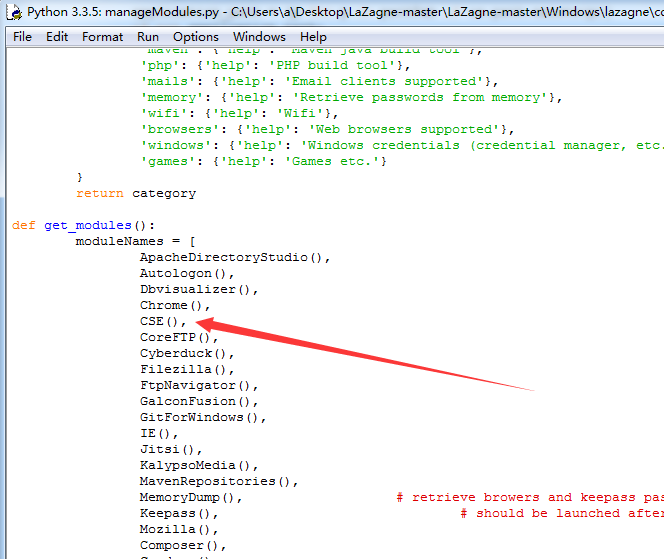 Python 3.3.5: manageModules.py - C:\Users\a\Desktop\LaZagne-master\LaZagne-master\Windows\lazagne\co
File Edit Format Run Options Windows Help
'maven': {'help': 'Maven java build tool'},
'php': {'help': 'PHP build tool'},
'mails': {'help': 'Email clients supported'},
'memory': {'help': 'Retrieve passwords from memory'},
'wifi': {'help': 'Wifi'},
'browsers': {'help': 'Web browsers supported'},
'windows': {'help': 'Windows credentials (credential manager, etc.
'games': {'help': 'Games etc.'}
}
return category
def get_modules():
moduleNames = [
ApacheDirectoryStudio(),
Autologon(),
Dbvisualizer(),
Chrome(),
CSE(),
CoreFTP(),
Cyberduck(),
Filezilla(),
FtpNavigator(),
GalconFusion(),
GitForWindows(),
IE(),
Jitsi(),
KalypsoMedia(),
MavenRepositories(),
MemoryDump(), # retrieve browers and keepass pas
Keepass(), # should be launched after
Mozilla(),
Composer(),